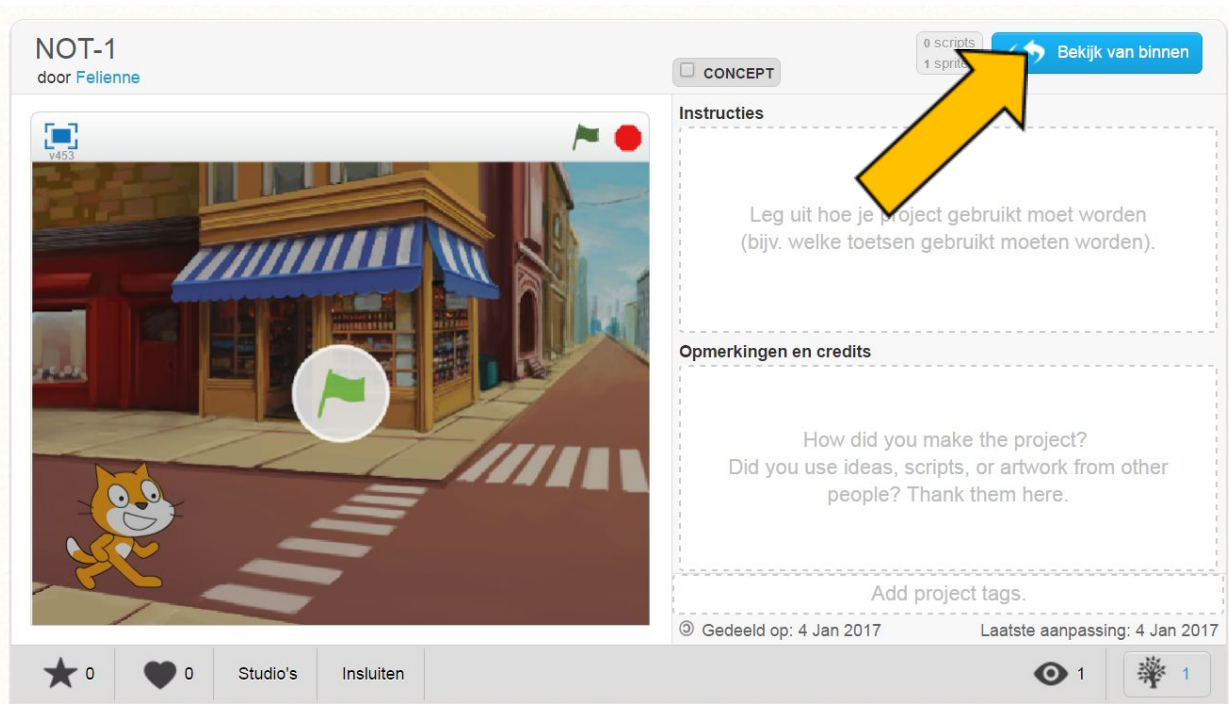 NOT-1
door Felienne
CONCEPT
0 scripts
1 sprite
Bekijk van binnen
v453
Instructies
Leg uit hoe je project gebruikt moet worden
(bijv. welke toetsen gebruikt moeten worden).
Opmerkingen en credits
How did you make the project?
Did you use ideas, scripts, or artwork from other
people? Thank them here.
Add project tags.
Gedeeld op: 4 Jan 2017
Laatste aanpassing: 4 Jan 2017
0
0
Studio's
Insluiten
1
1